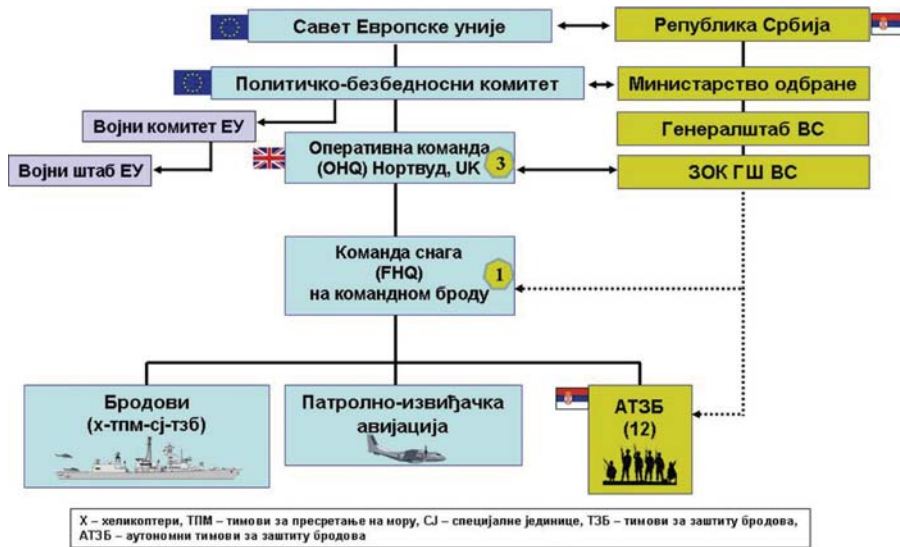 Савет Европске уније
Република Србија
Политичко-безбедносни комитет
Министарство одбране
Војни комитет ЕУ
Генералштаб ВС
Војни штаб ЕУ
Оперативна команда
(OHQ) Нортвуд, UK
3
ЗОК ГШ ВС
Команда снага
(FHQ)
на командном броду
1
Бродови
(х-тпм-сј-тзб)
Патролно-извиђачка
авијација
АТЗБ
(12)
Х – хеликоптери, ТПМ – тимови за пресретање на мору, СЈ – специјалне јединице, ТЗБ – тимови за заштиту бродова,
АТЗБ – аутономни тимови за заштиту бродова